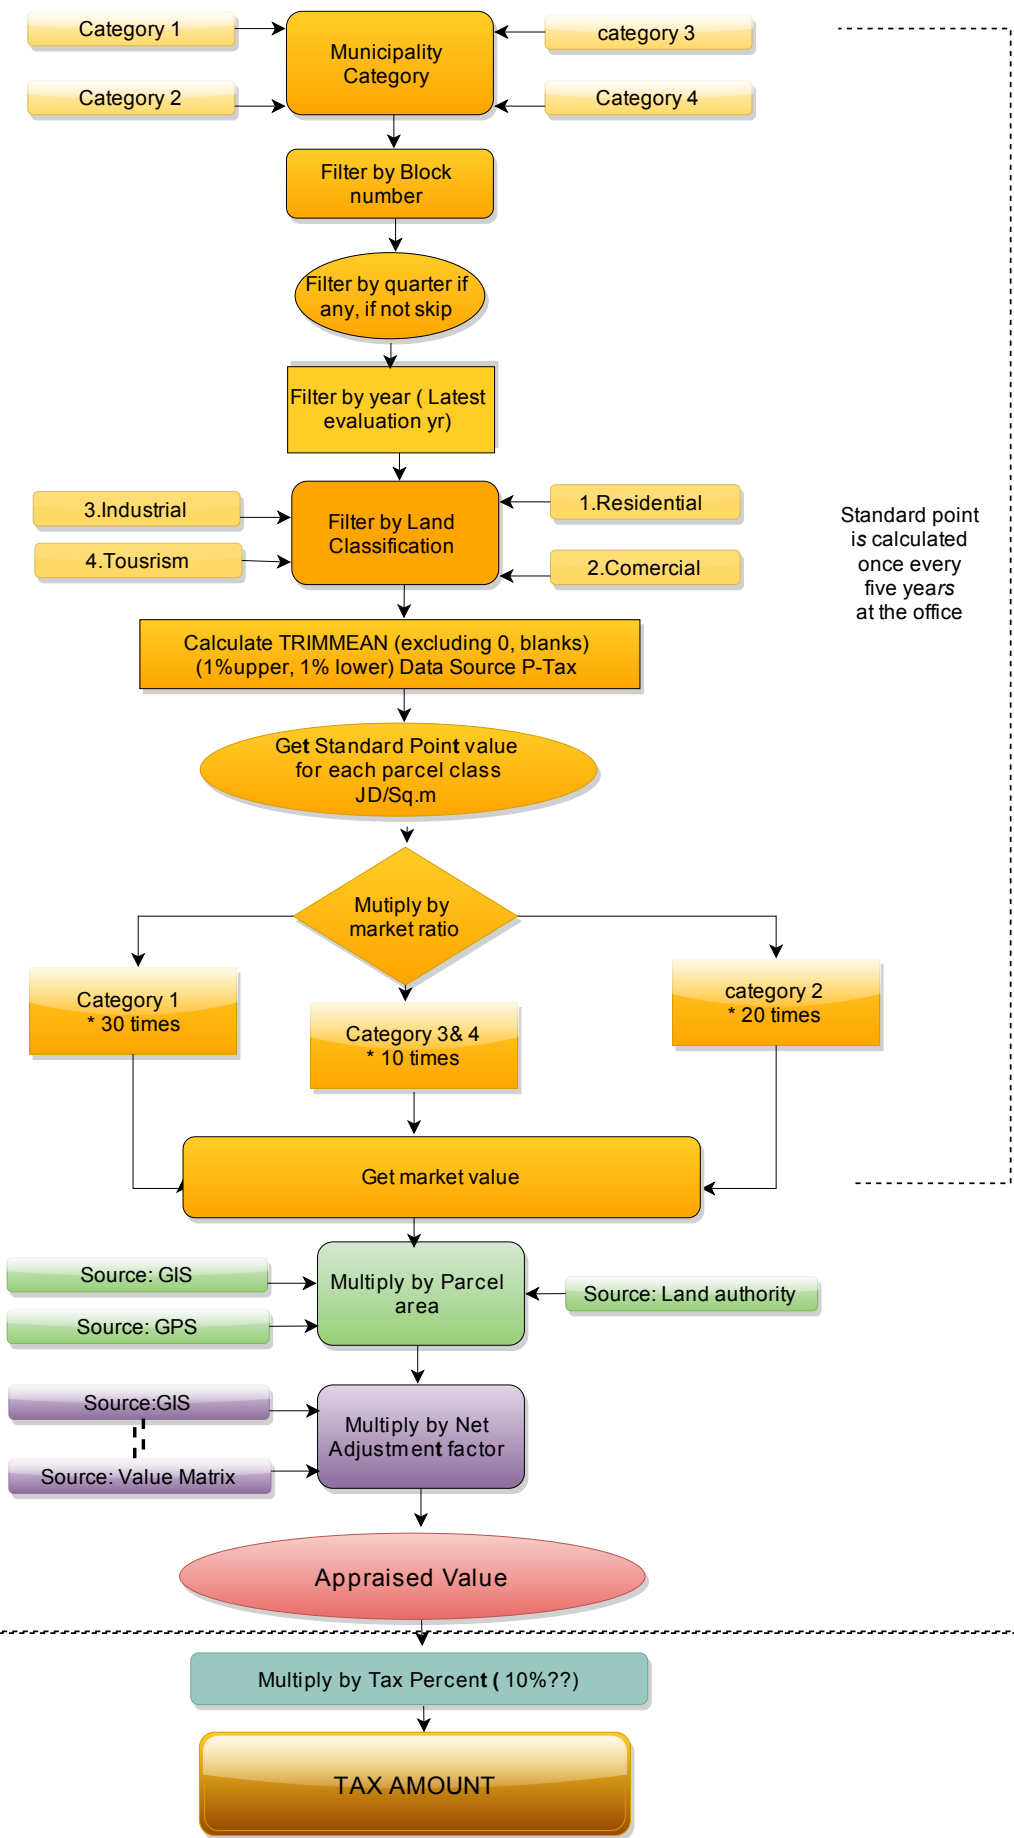 Category 1
category 3
Municipality
Category
Category 2
Category 4
Filter by Block
number
Filter by quarter if
any, if not skip
Filter by year ( Latest
evaluation yr)
3.Industrial
1.Residential
Filter by Land
Classification
4.Tousrism
2.Comercial
Standard point
is calculated
once every
five years
at the office
Calculate TRIMMEAN (excluding 0, blanks)
(1%upper, 1% lower) Data Source P-Tax
Get Standard Point value
for each parcel class
JD/Sq.m
Mutiply by
market ratio
Category 1
* 30 times
Category 3& 4
* 10 times
category 2
* 20 times
Get market value
Source: GIS
Multiply by Parcel
area
Source: Land authority
Source: GPS
Source:GIS
Multiply by Net
Adjustment factor
Source: Value Matrix
Appraised Value
Multiply by Tax Percent ( 10%??)
TAX AMOUNT